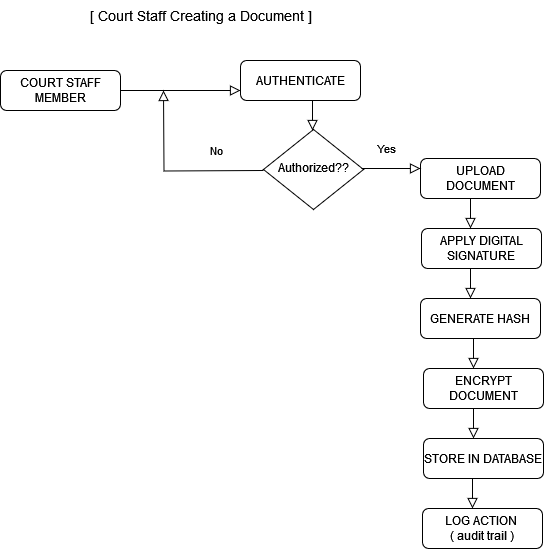 [ Court Staff Creating a Document ]
COURT STAFF
MEMBER
AUTHENTICATE
Authorized??
No
Yes
UPLOAD
DOCUMENT
APPLY DIGITAL
SIGNATURE
GENERATE HASH
ENCRYPT
DOCUMENT
STORE IN DATABASE
LOG ACTION
( audit trail )